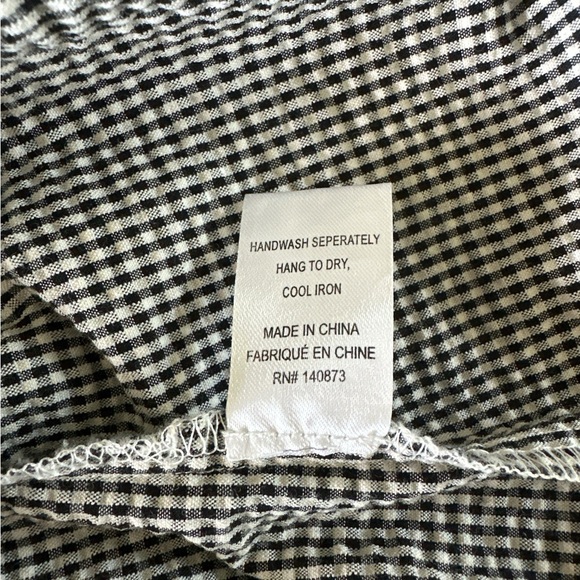 HANDWASH SEPERATELY
HANG TO DRY,
COOL IRON
MADE IN CHINA
FABRIQUÉ EN CHINE
RN# 140873